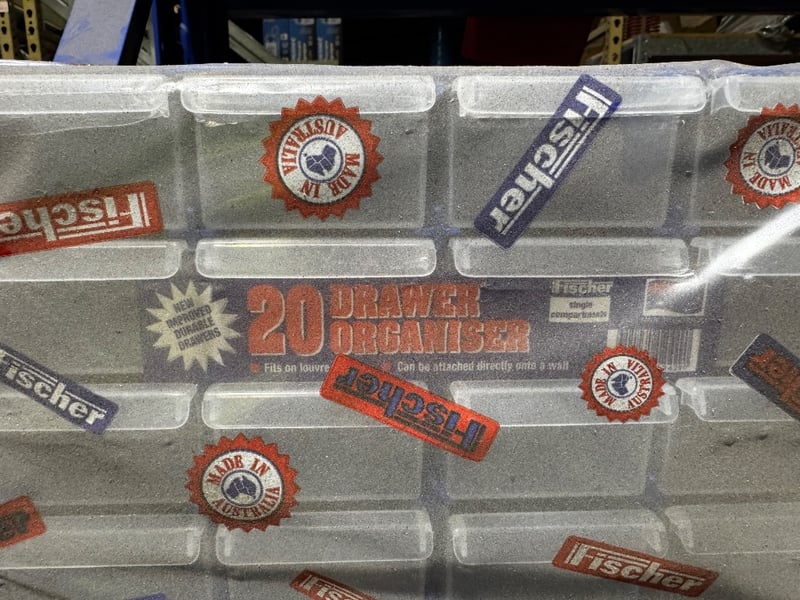 MADE IN
AUSTRALIA
Fischer
MADE IN
Fischer
NEW
IMPROVED
DURABLE
DRAWERS
20 DRAWER
ORGANISER
Fischer
single
compartments
Fits on louvre
Can be attached directly onto a wall
Fischer
Fischer
MADE IN
AUSTRALIA
MADE IN
AUSTRALIA
Fischer
Fischer